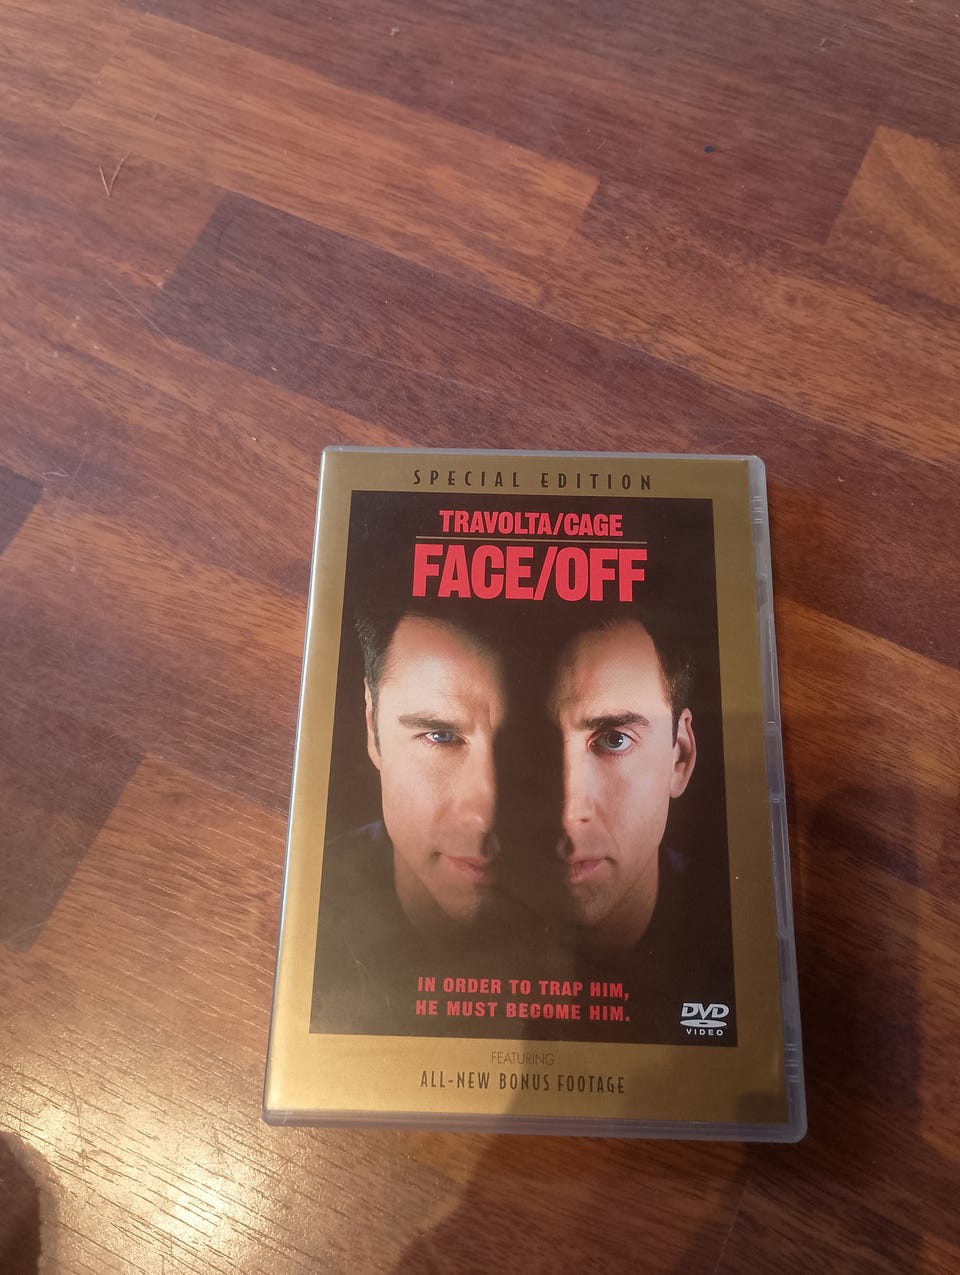 SPECIAL EDITION
TRAVOLTA/CAGE
FACE/OFF
IN ORDER TO TRAP HIM,
HE MUST BECOME HIM.
DVD
VIDEO
FEATURING
ALL-NEW BONUS FOOTAGE